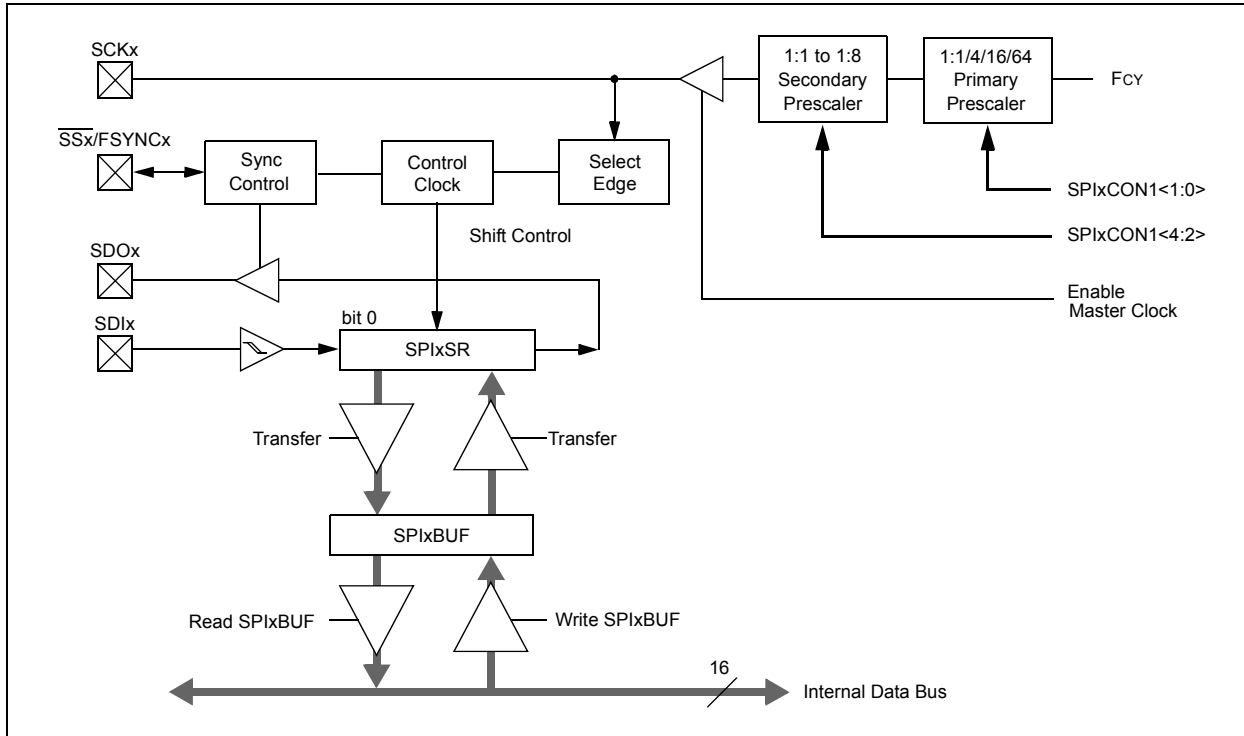 SCKx
1:1 to 1:8
Secondary
Prescaler
1:1/4/16/64
Primary
Prescaler
FCY
SSx/FSYNCx
Sync
Control
Control
Clock
Select
Edge
SPIxCON1<1:0>
Shift Control
SPIxCON1<4:2>
SDOx
Enable
Master Clock
SDIx
bit 0
SPIxSR
Transfer
Transfer
SPIxBUF
Read SPIxBUF
Write SPIxBUF
16
Internal Data Bus